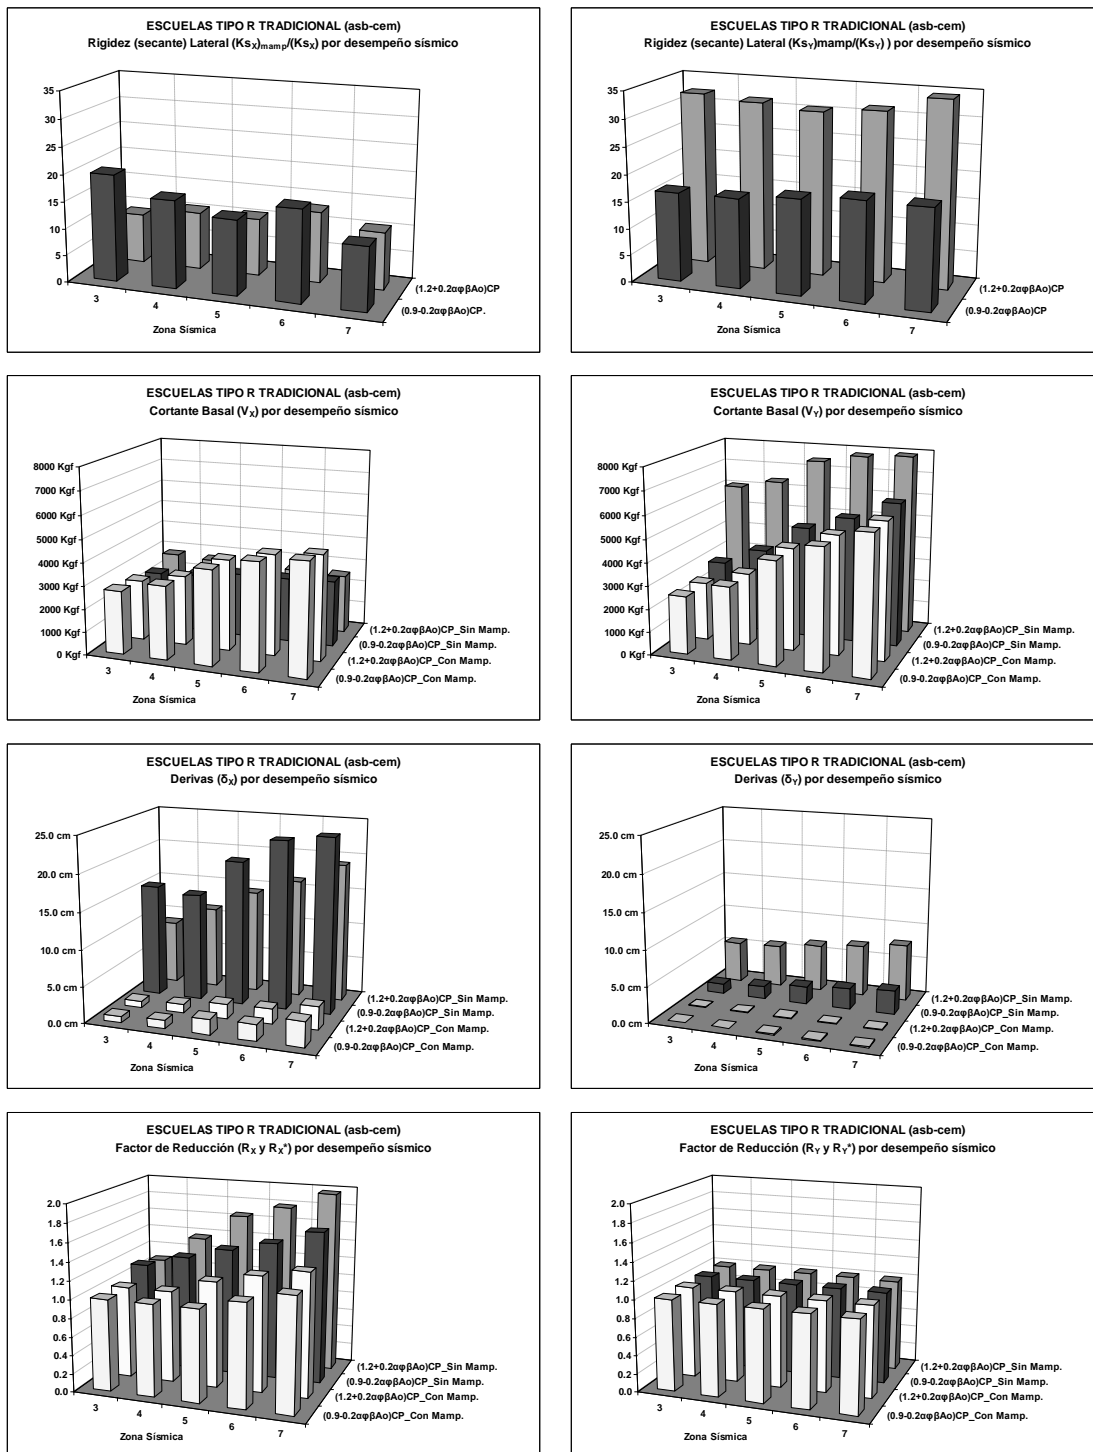 ESCUELAS TIPO R TRADICIONAL (asb-cem)
Rigidez (secante) Lateral (KsX)mamp/(KsX) por desempeño sísmico
35
30
25
20
15
10
5
0
3
4
5
6
7
Zona Sísmica
(1.2+0.2αφβAo)CP
(0.9-0.2αφβAo)CP.
ESCUELAS TIPO R TRADICIONAL (asb-cem)
Rigidez (secante) Lateral (KsY)mamp/(KsY) ) por desempeño sísmico
35
30
25
20
15
10
5
0
3
4
5
6
7
Zona Sísmica
(1.2+0.2αφβAo)CP
(0.9-0.2αφβAo)CP
ESCUELAS TIPO R TRADICIONAL (asb-cem)
Cortante Basal (VX) por desempeño sísmico
8000 Kgf
7000 Kgf
6000 Kgf
5000 Kgf
4000 Kgf
3000 Kgf
2000 Kgf
1000 Kgf
0 Kgf
3
4
5
6
7
Zona Sísmica
(1.2+0.2αφβAo)CP_Sin Mamp.
(0.9-0.2αφβAo)CP_Sin Mamp.
(1.2+0.2αφβAo)CP_Con Mamp.
(0.9-0.2αφβAo)CP_Con Mamp.
ESCUELAS TIPO R TRADICIONAL (asb-cem)
Cortante Basal (VY) por desempeño sísmico
8000 Kgf
7000 Kgf
6000 Kgf
5000 Kgf
4000 Kgf
3000 Kgf
2000 Kgf
1000 Kgf
0 Kgf
3
4
5
6
7
Zona Sísmica
(1.2+0.2αφβAo)CP_Sin Mamp.
(0.9-0.2αφβAo)CP_Sin Mamp.
(1.2+0.2αφβAo)CP_Con Mamp.
(0.9-0.2αφβAo)CP_Con Mamp.
ESCUELAS TIPO R TRADICIONAL (asb-cem)
Derivas (δX) por desempeño sísmico
25.0 cm
20.0 cm
15.0 cm
10.0 cm
5.0 cm
0.0 cm
3
4
5
6
7
Zona Sísmica
(1.2+0.2αφβAo)CP_Sin Mamp.
(0.9-0.2αφβAo)CP_Sin Mamp.
(1.2+0.2αφβAo)CP_Con Mamp.
(0.9-0.2αφβAo)CP_Con Mamp.
ESCUELAS TIPO R TRADICIONAL (asb-cem)
Derivas (δY) por desempeño sísmico
25.0 cm
20.0 cm
15.0 cm
10.0 cm
5.0 cm
0.0 cm
3
4
5
6
7
Zona Sísmica
(1.2+0.2αφβAo)CP_Sin Mamp.
(0.9-0.2αφβAo)CP_Sin Mamp.
(1.2+0.2αφβAo)CP_Con Mamp.
(0.9-0.2αφβAo)CP_Con Mamp.
ESCUELAS TIPO R TRADICIONAL (asb-cem)
Factor de Reducción (RX y RX*) por desempeño sísmico
2.0
1.8
1.6
1.4
1.2
1.0
0.8
0.6
0.4
0.2
0.0
3
4
5
6
7
Zona Sísmica
(1.2+0.2αφβAo)CP_Sin Mamp.
(0.9-0.2αφβAo)CP_Sin Mamp.
(1.2+0.2αφβAo)CP_Con Mamp.
(0.9-0.2αφβAo)CP_Con Mamp.
ESCUELAS TIPO R TRADICIONAL (asb-cem)
Factor de Reducción (RY y RY*) por desempeño sísmico
2.0
1.8
1.6
1.4
1.2
1.0
0.8
0.6
0.4
0.2
0.0
3
4
5
6
7
Zona Sísmica
(1.2+0.2αφβAo)CP_Sin Mamp.
(0.9-0.2αφβAo)CP_Sin Mamp.
(1.2+0.2αφβAo)CP_Con Mamp.
(0.9-0.2αφβAo)CP_Con Mamp.